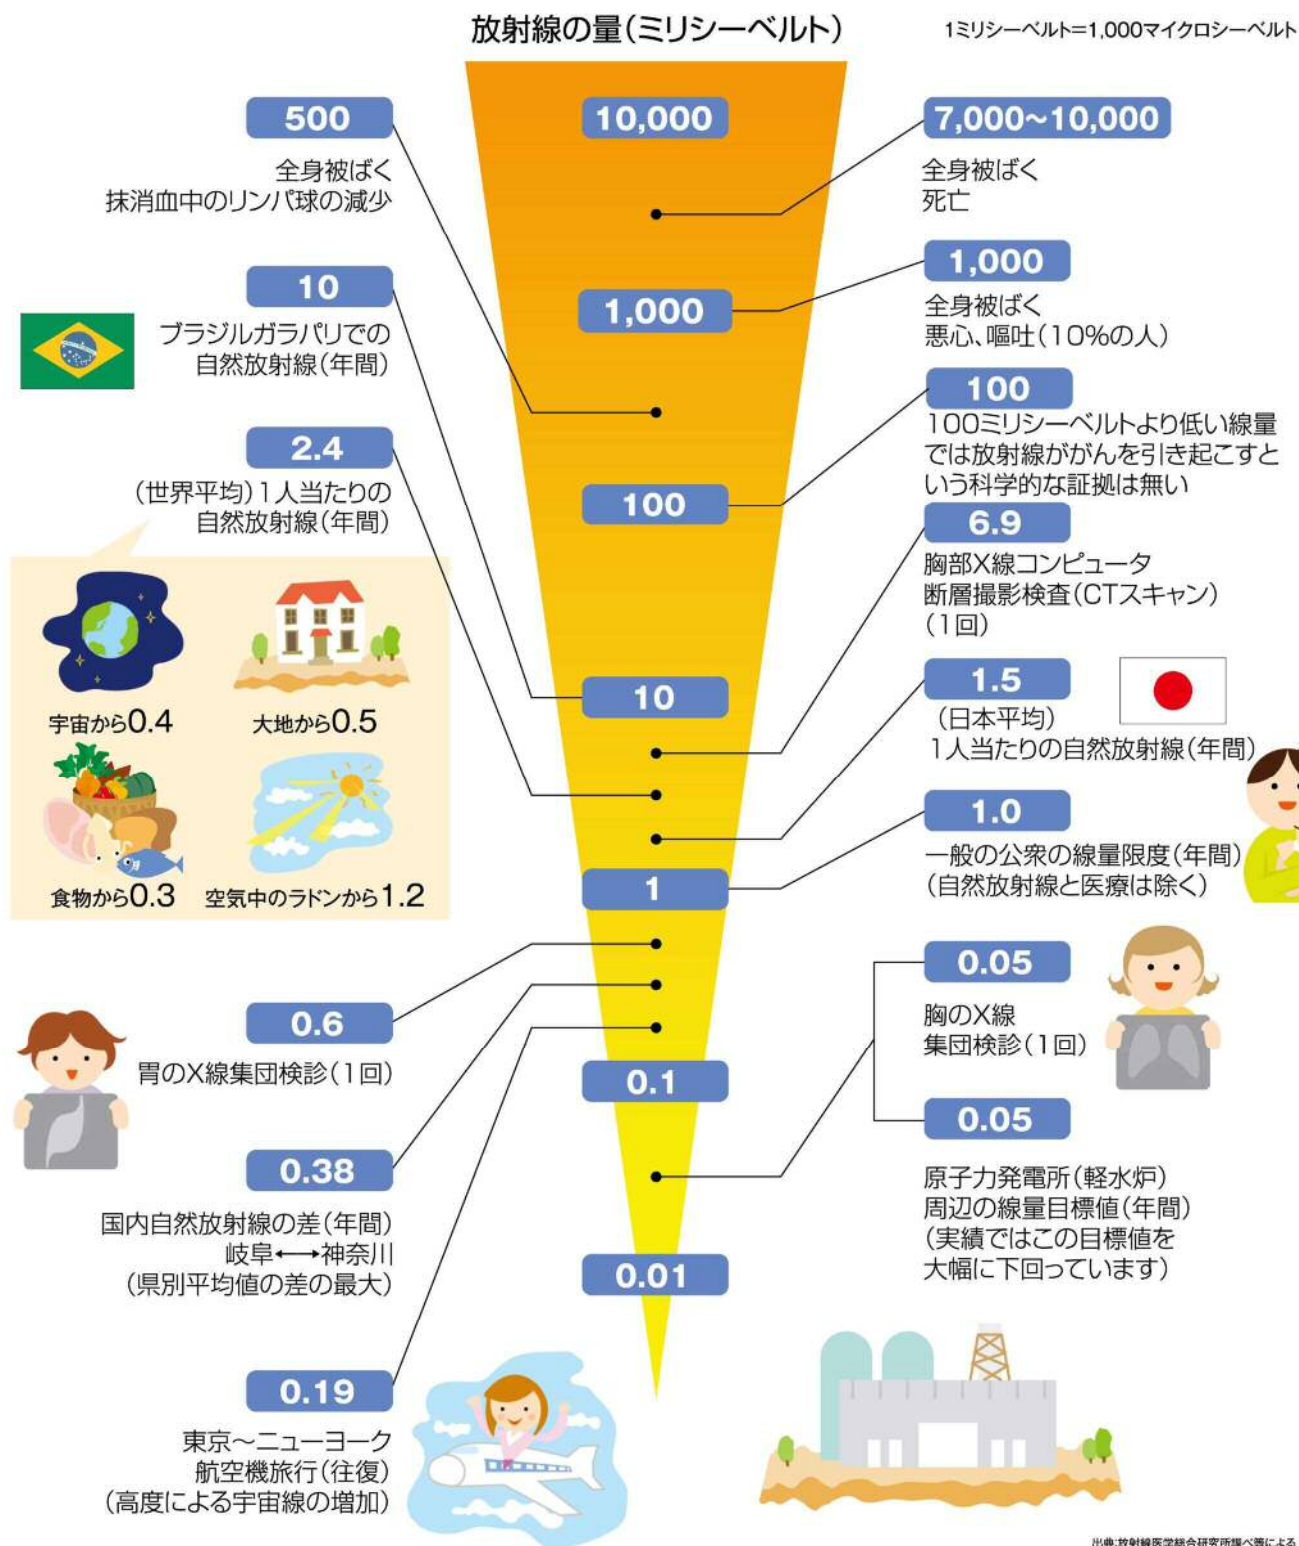 放射線の量(ミリシーベルト)
1ミリシーベルト=1,000マイクロシーベルト
10,000
1,000
100
10
1
0.1
0.01
500
全身被ばく
抹消血中のリンパ球の減少
10
ブラジルガラパリでの
自然放射線(年間)
2.4
(世界平均)1人当たりの
自然放射線(年間)
宇宙から0.4
大地から0.5
食物から0.3
空気中のラドンから1.2
0.6
胃のX線集団検診(1回)
0.38
国内自然放射線の差(年間)
岐阜⟷神奈川
(県別平均値の差の最大)
0.19
東京~ニューヨーク
航空機旅行(往復)
(高度による宇宙線の増加)
7,000~10,000
全身被ばく
死亡
1,000
全身被ばく
悪心、嘔吐(10%の人)
100
100ミリシーベルトより低い線量
では放射線ががんを引き起こすと
いう科学的な証拠は無い
6.9
胸部X線コンピュータ
断層撮影検査(CTスキャン)
(1回)
1.5
(日本平均)
1人当たりの自然放射線(年間)
1.0
一般の公衆の線量限度(年間)
(自然放射線と医療は除く)
0.05
胸のX線
集団検診(1回)
0.05
原子力発電所(軽水炉)
周辺の線量目標値(年間)
(実績ではこの目標値を
大幅に下回っています)
出典:放射線医学総合研究所調べ等による